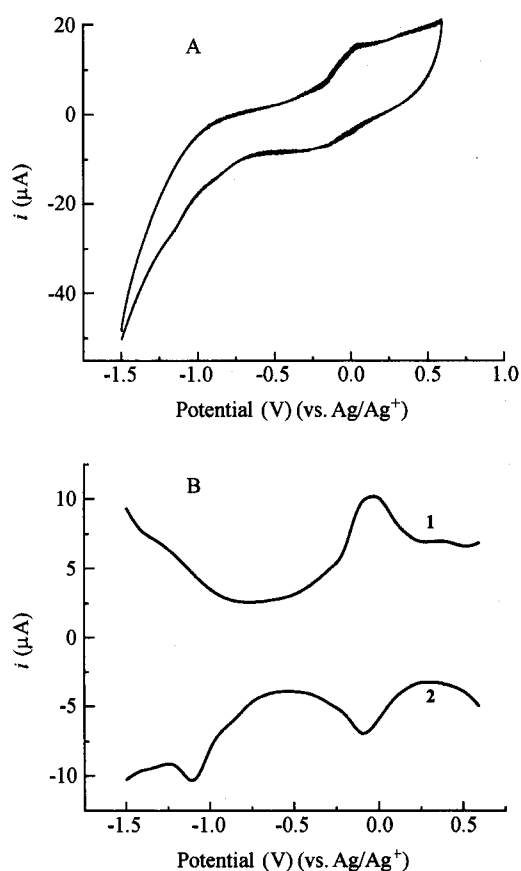 A
20
0
-20
-40
i (μA)
-1.5 -1.0 -0.5 0.0 0.5 1.0
Potential (V) (vs. Ag/Ag⁺)
B
10
5
0
-5
-10
i (μA)
1
2
-1.5 -1.0 -0.5 0.0 0.5
Potential (V) (vs. Ag/Ag⁺)